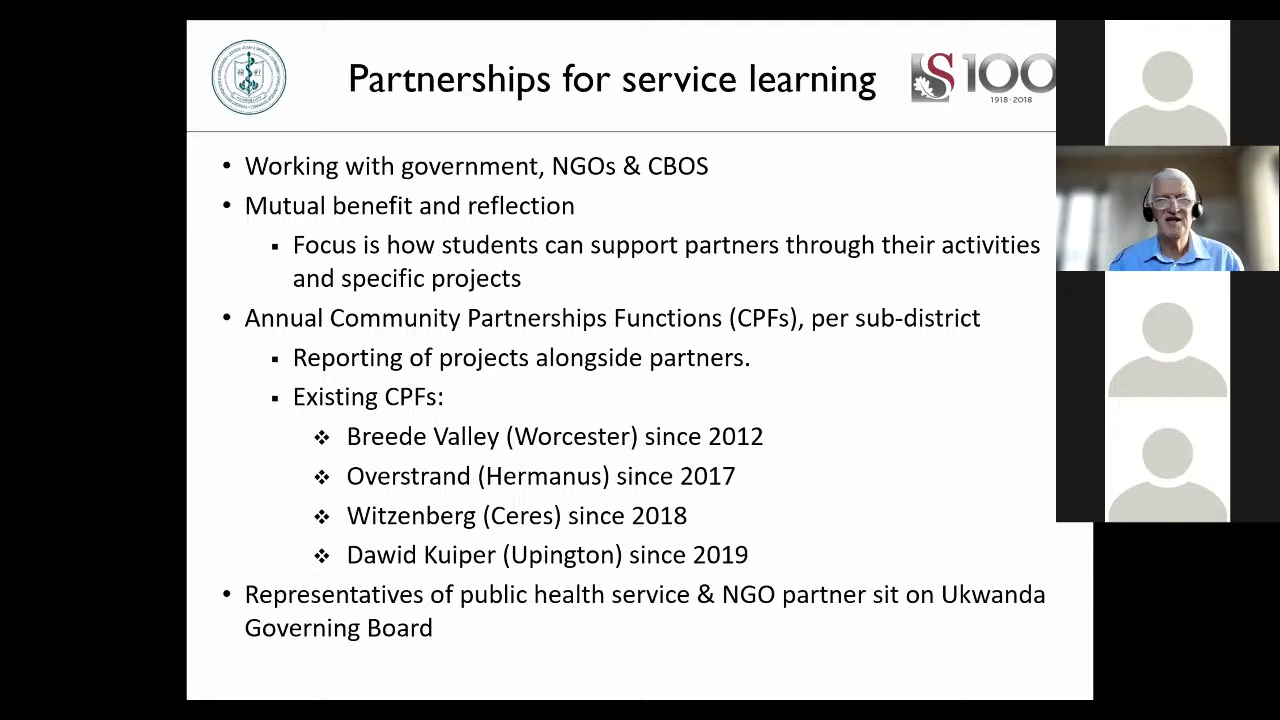 Partnerships for service learning
S100
1918·2018
• Working with government, NGOs & CBOS
• Mutual benefit and reflection
▪ Focus is how students can support partners through their activities
and specific projects
• Annual Community Partnerships Functions (CPFs), per sub-district
▪ Reporting of projects alongside partners.
▪ Existing CPFs:
❖ Breede Valley (Worcester) since 2012
❖ Overstrand (Hermanus) since 2017
❖ Witzenberg (Ceres) since 2018
❖ Dawid Kuiper (Upington) since 2019
• Representatives of public health service & NGO partner sit on Ukwanda
Governing Board